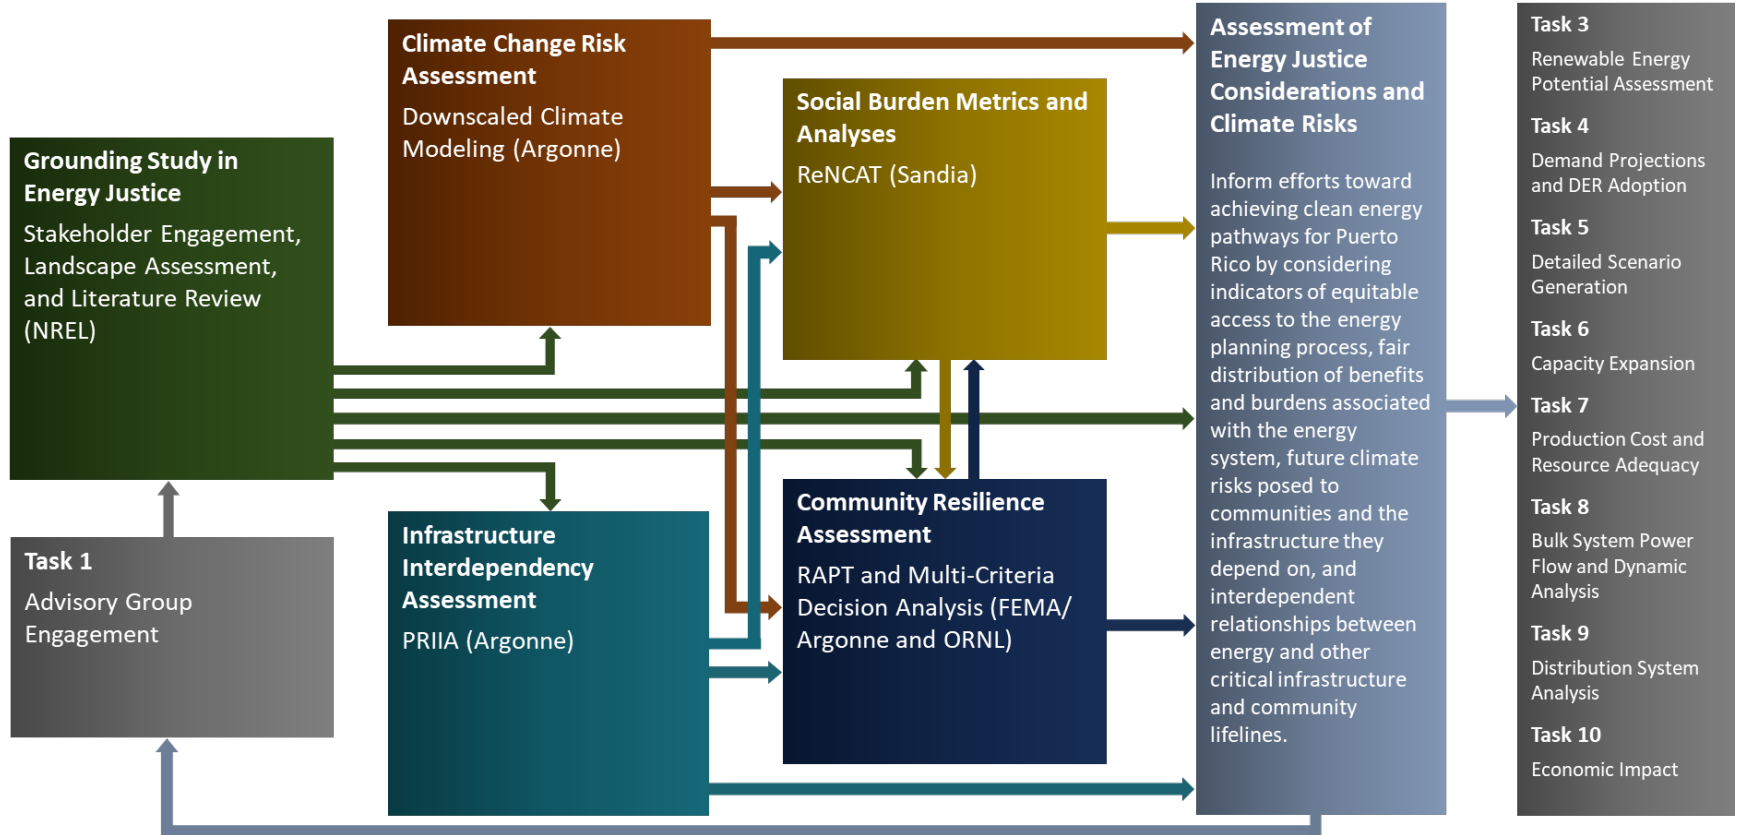 Grounding Study in
Energy Justice
Stakeholder Engagement,
Landscape Assessment,
and Literature Review
(NREL)
Task 1
Advisory Group
Engagement
Climate Change Risk
Assessment
Downscaled Climate
Modeling (Argonne)
Infrastructure
Interdependency
Assessment
PRIIA (Argonne)
Social Burden Metrics and
Analyses
ReNCAT (Sandia)
Community Resilience
Assessment
RAPT and Multi-Criteria
Decision Analysis (FEMA/
Argonne and ORNL)
Assessment of
Energy Justice
Considerations and
Climate Risks
Inform efforts toward
achieving clean energy
pathways for Puerto
Rico by considering
indicators of equitable
access to the energy
planning process, fair
distribution of benefits
and burdens associated
with the energy
system, future climate
risks posed to
communities and the
infrastructure they
depend on, and
interdependent
relationships between
energy and other
critical infrastructure
and community
lifelines.
Task 3
Renewable Energy
Potential Assessment
Task 4
Demand Projections
and DER Adoption
Task 5
Detailed Scenario
Generation
Task 6
Capacity Expansion
Task 7
Production Cost and
Resource Adequacy
Task 8
Bulk System Power
Flow and Dynamic
Analysis
Task 9
Distribution System
Analysis
Task 10
Economic Impact